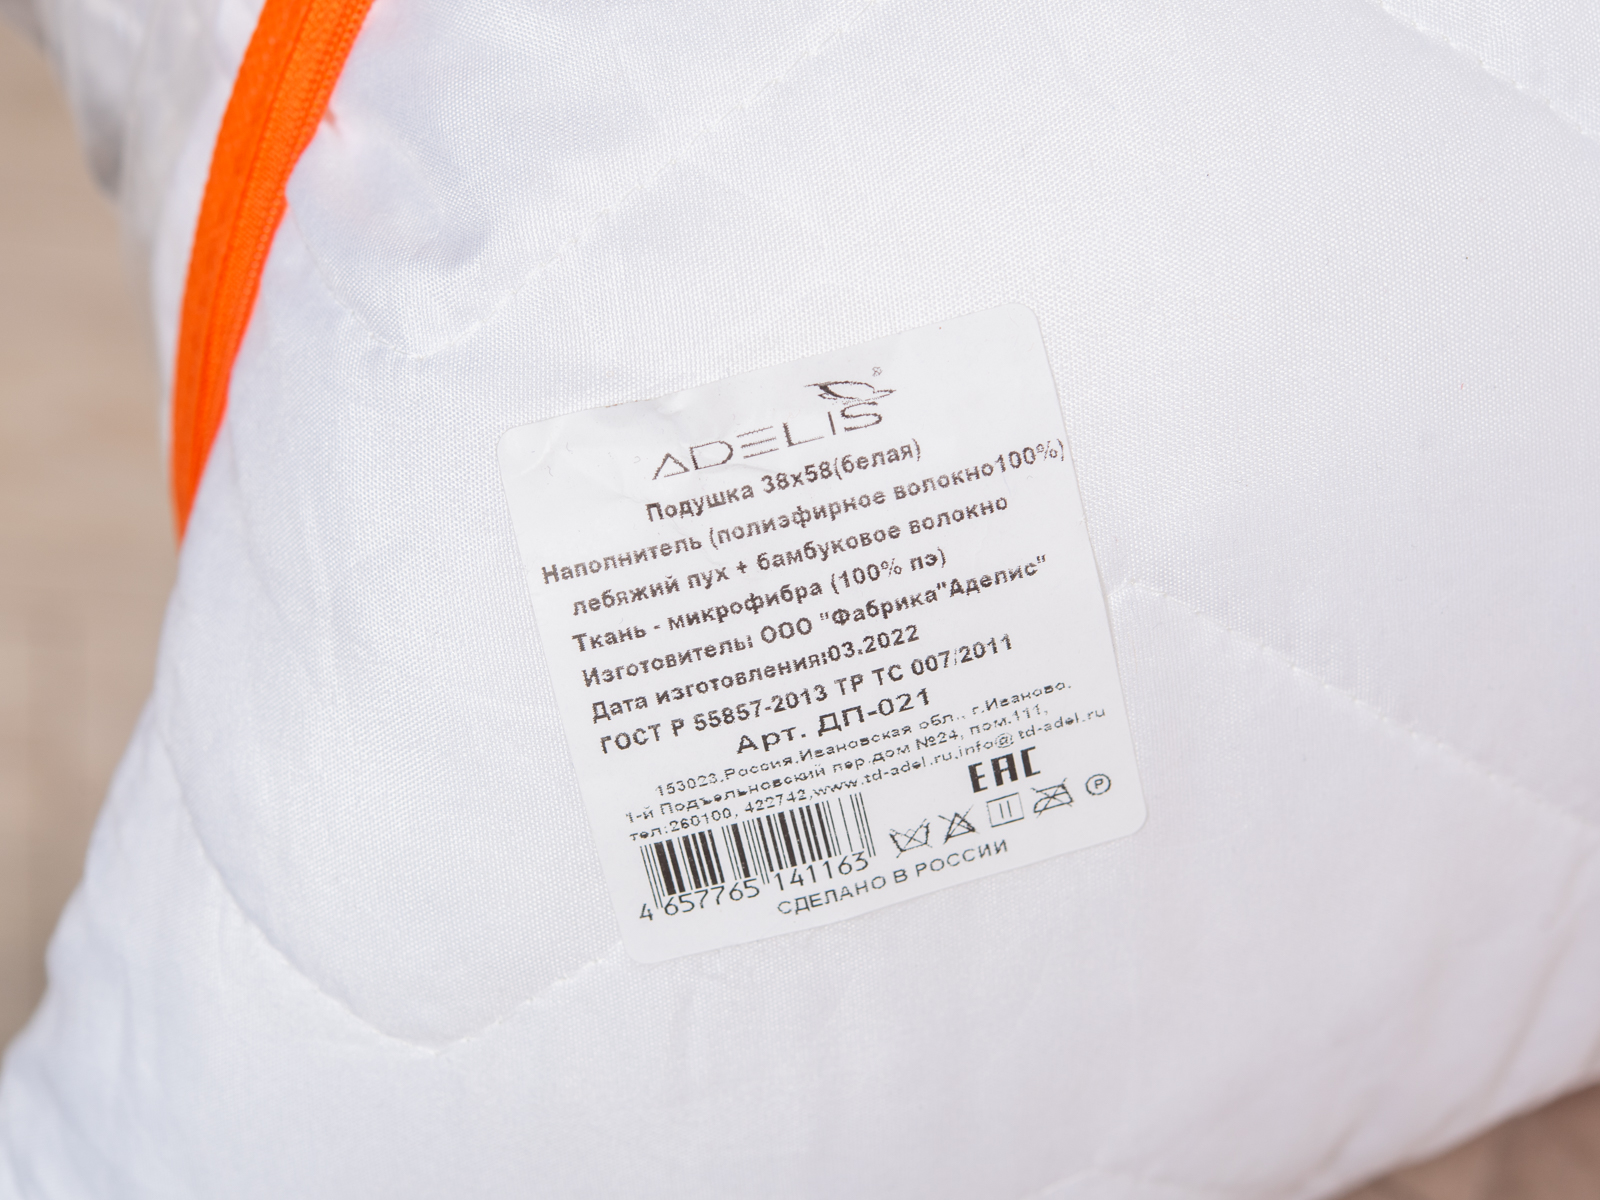 ADELIS®
Подушка 38х58(белая)
Наполнитель (полиэфирное волокно100%)
лебяжий пух + бамбуковое волокно
Ткань - микрофибра (100% пэ)
Изготовитель: ООО "Фабрика"Аделис"
Дата изготовления:03.2022
ГОСТ Р 55857-2013 ТР ТС 007/2011
Арт. ДП-021
153023,Россия,Ивановская обл., г.Иваново,
1-й Подъельновский пер.дом №24, пом.111,
тел:260100, 422742,www.td-adel.ru,info@td-adel.ru
EAC
P
4 657765 141163
СДЕЛАНО В РОССИИ